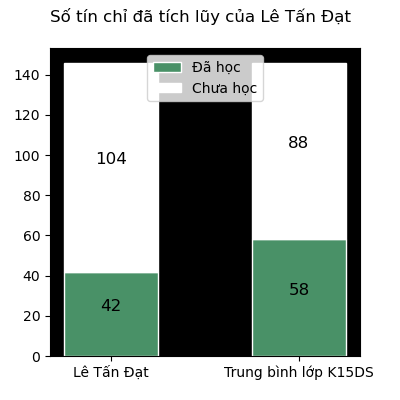 Số tín chỉ đã tích lũy của Lê Tấn Đạt
Đã học
Chưa học
140
120
100
80
60
40
20
0
104
88
42
58
Lê Tấn Đạt
Trung bình lớp K15DS